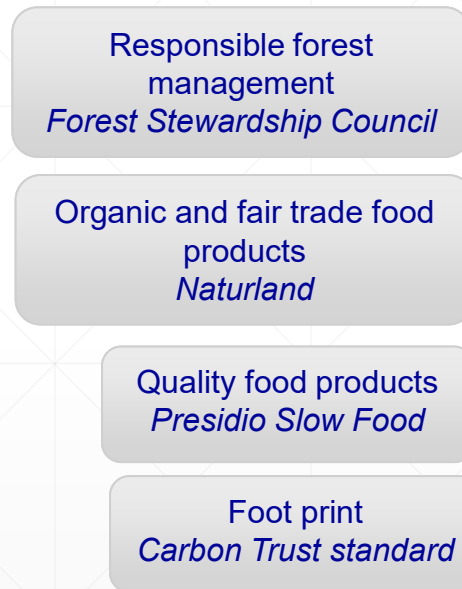 Responsible forest
management
Forest Stewardship Council
Organic and fair trade food
products
Naturland
Quality food products
Presidio Slow Food
Foot print
Carbon Trust standard